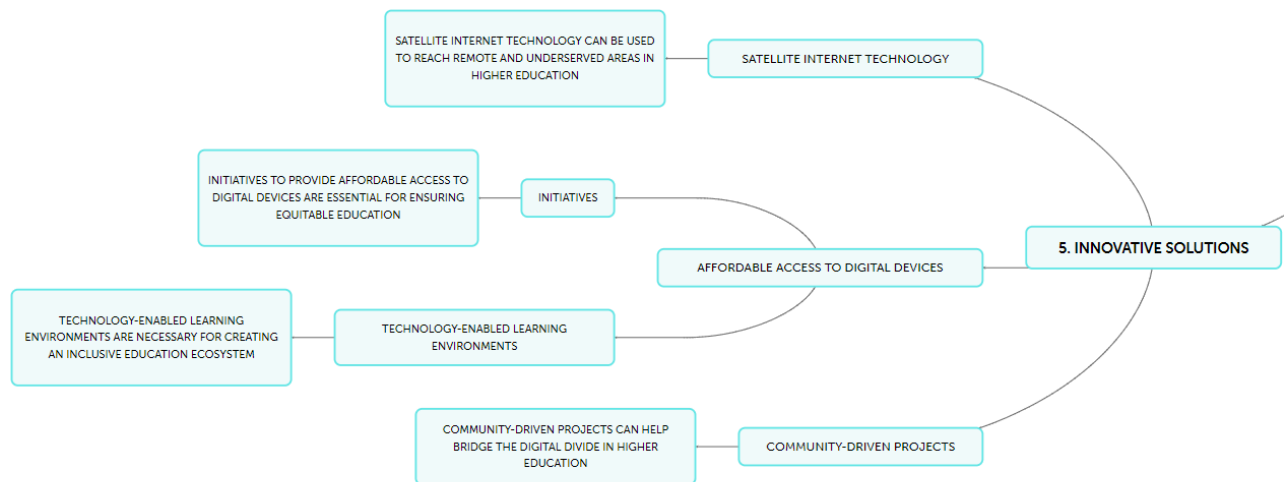 SATELLITE INTERNET TECHNOLOGY CAN BE USED
TO REACH REMOTE AND UNDERSERVED AREAS IN
HIGHER EDUCATION
SATELLITE INTERNET TECHNOLOGY
INITIATIVES TO PROVIDE AFFORDABLE ACCESS TO
DIGITAL DEVICES ARE ESSENTIAL FOR ENSURING
EQUITABLE EDUCATION
INITIATIVES
5. INNOVATIVE SOLUTIONS
AFFORDABLE ACCESS TO DIGITAL DEVICES
TECHNOLOGY-ENABLED LEARNING
ENVIRONMENTS ARE NECESSARY FOR CREATING
AN INCLUSIVE EDUCATION ECOSYSTEM
TECHNOLOGY-ENABLED LEARNING
ENVIRONMENTS
COMMUNITY-DRIVEN PROJECTS CAN HELP
BRIDGE THE DIGITAL DIVIDE IN HIGHER
EDUCATION
COMMUNITY-DRIVEN PROJECTS